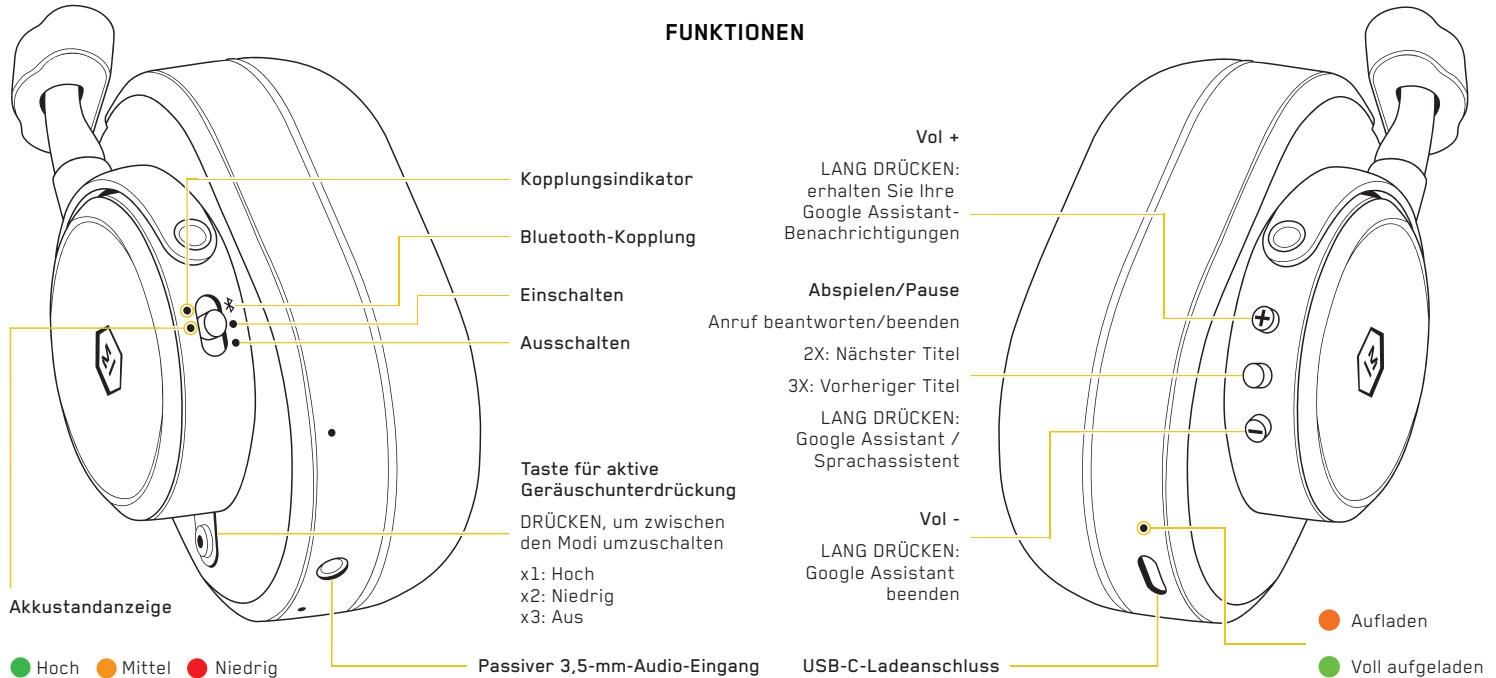 FUNKTIONEN
Kopplungsindikator
Bluetooth-Kopplung
Einschalten
Ausschalten
Taste für aktive
Geräuschunterdrückung
DRÜCKEN, um zwischen
den Modi umzuschalten
x1: Hoch
x2: Niedrig
x3: Aus
Akkustandanzeige
Hoch
Mittel
Niedrig
Passiver 3,5-mm-Audio-Eingang
Vol +
LANG DRÜCKEN:
erhalten Sie Ihre
Google Assistant-
Benachrichtigungen
Abspielen/Pause
Anruf beantworten/beenden
2X: Nächster Titel
3X: Vorheriger Titel
LANG DRÜCKEN:
Google Assistant /
Sprachassistent
Vol -
LANG DRÜCKEN:
Google Assistant
beenden
USB-C-Ladeanschluss
Aufladen
Voll aufgeladen